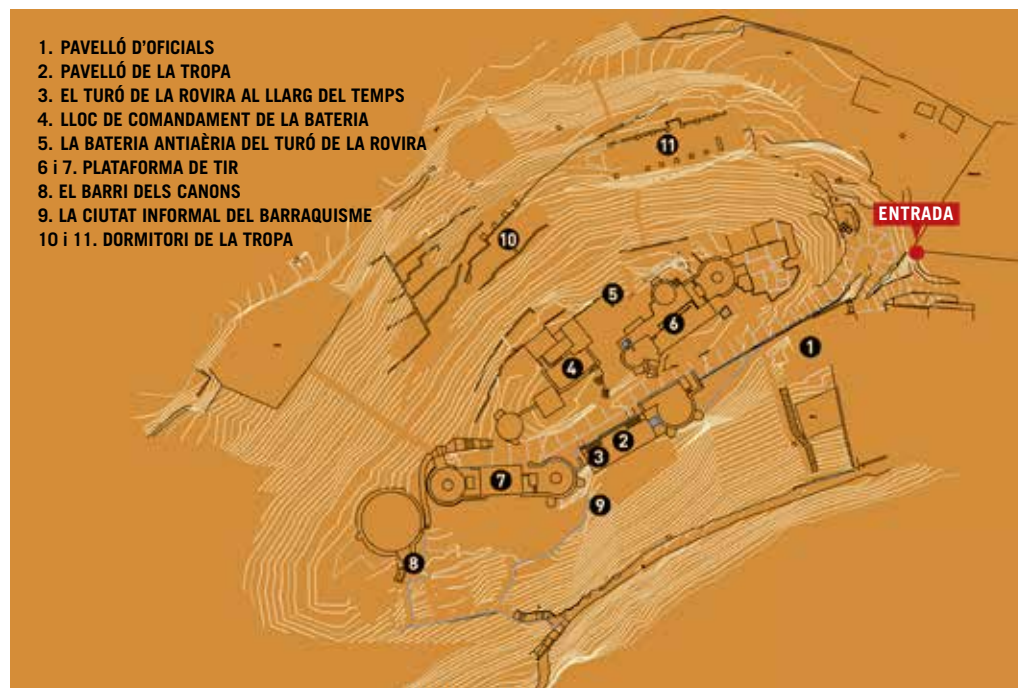 1. PAVELLÓ D'OFICIALS
2. PAVELLÓ DE LA TROPA
3. EL TURÓ DE LA ROVIRA AL LLARG DEL TEMPS
4. LLOC DE COMANDAMENT DE LA BATERIA
5. LA BATERIA ANTIAÈRIA DEL TURÓ DE LA ROVIRA
6 i 7. PLATAFORMA DE TIR
8. EL BARRI DELS CANONS
9. LA CIUTAT INFORMAL DEL BARRAQUISME
10 i 11. DORMITORI DE LA TROPA
11
ENTRADA
10
5
6
1
4
2
3
7
9
8